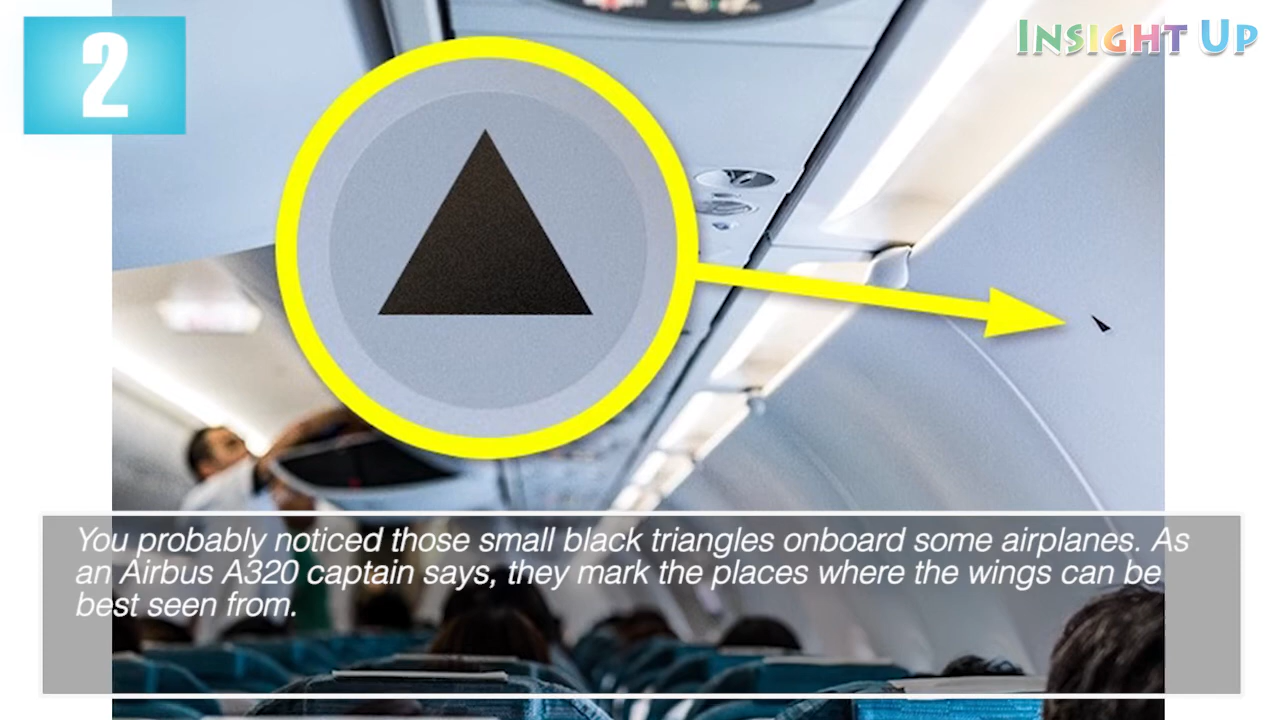 2
INSIGHT UP
You probably noticed those small black triangles onboard some airplanes. As
an Airbus A320 captain says, they mark the places where the wings can be
best seen from.